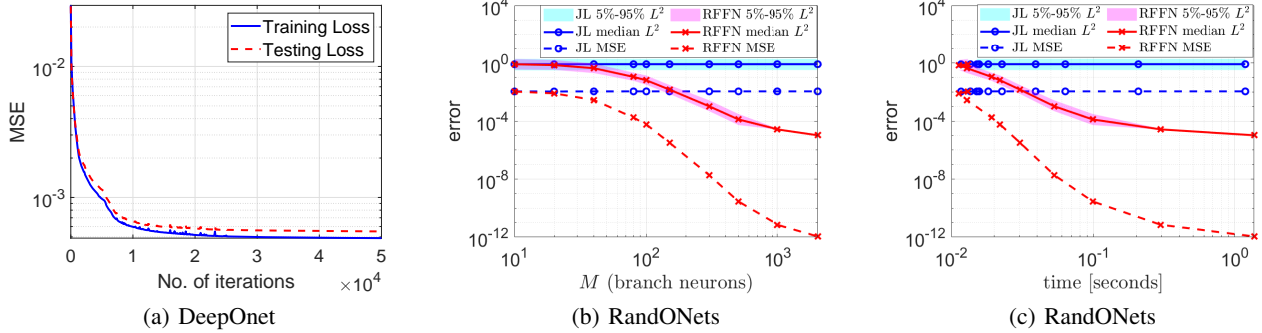 MSE
10^-2
10^-3
Training Loss
Testing Loss
0 1 2 3 4 5
No. of iterations ×10^4
(a) DeepOnet
JL 5%-95% L^2 RFFN 5%-95% L^2
JL median L^2 RFFN median L^2
JL MSE RFFN MSE
error
10^0
10^-4
10^-8
10^-12
10^1 10^2 10^3
M (branch neurons)
(b) RandONets
JL 5%-95% L^2 RFFN 5%-95% L^2
JL median L^2 RFFN median L^2
JL MSE RFFN MSE
error
10^0
10^-4
10^-8
10^-12
10^-2 10^-1 10^0
time [seconds]
(c) RandONets